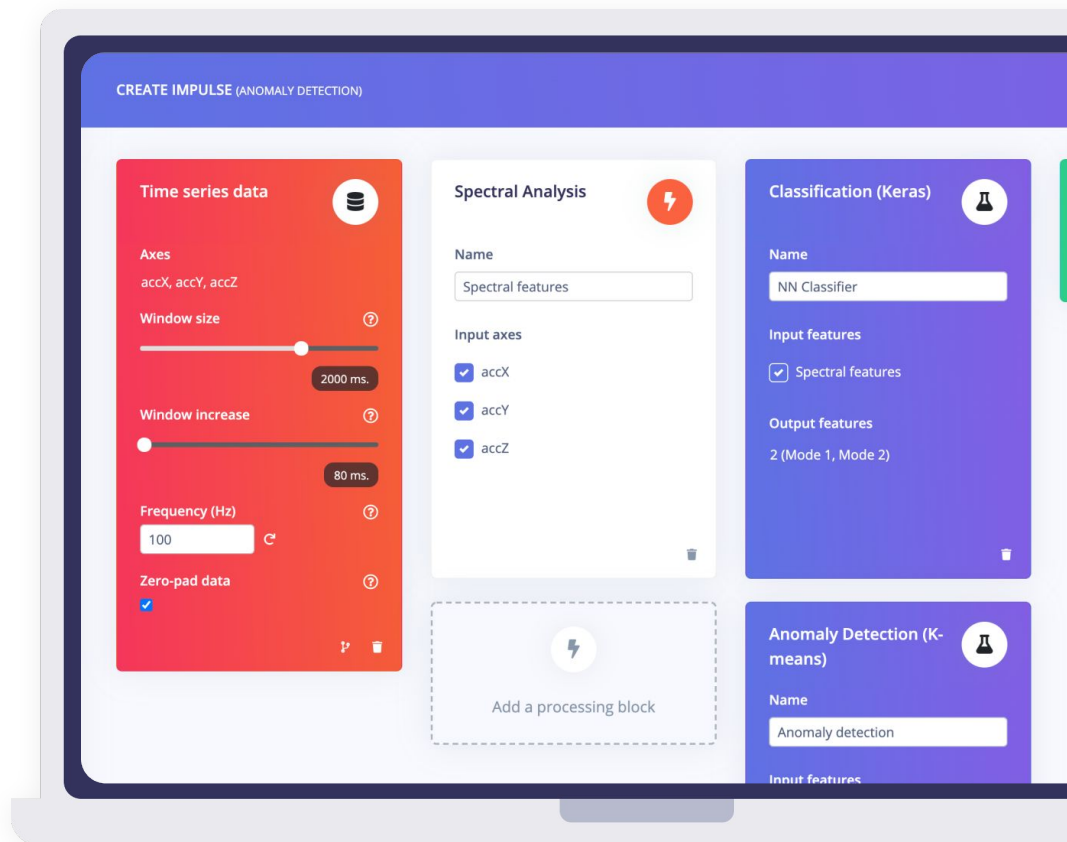 CREATE IMPULSE (ANOMALY DETECTION)
Time series data
Axes
accX, accY, accZ
Window size
2000 ms.
Window increase
80 ms.
Frequency (Hz)
100
Zero-pad data
Spectral Analysis
Name
Spectral features
Input axes
accX
accY
accZ
Add a processing block
Classification (Keras)
Name
NN Classifier
Input features
Spectral features
Output features
2 (Mode 1, Mode 2)
Anomaly Detection (K-
means)
Name
Anomaly detection
Input features